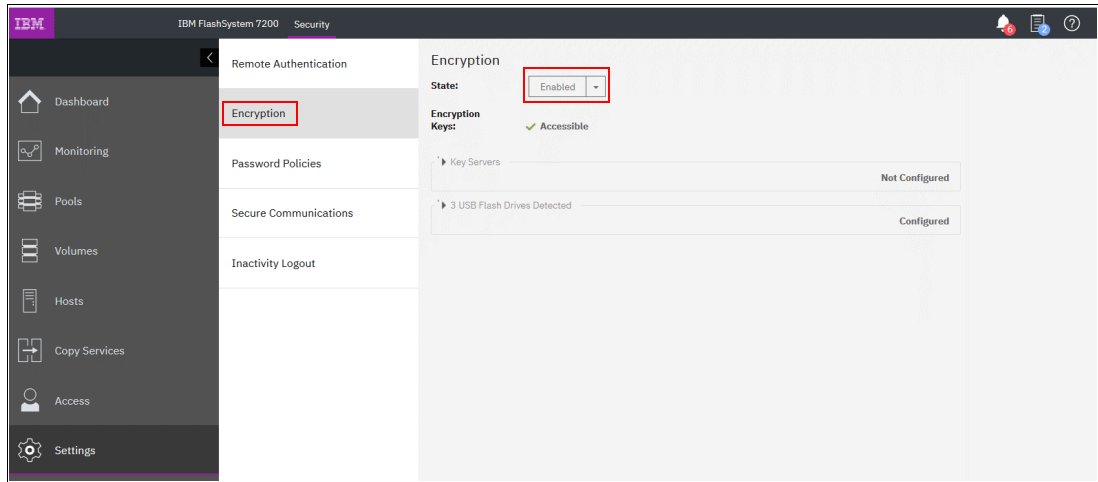 IBM
IBM FlashSystem 7200 Security
6
2
?
Dashboard
Monitoring
Pools
Volumes
Hosts
Copy Services
Access
Settings
Remote Authentication
Encryption
Password Policies
Secure Communications
Inactivity Logout
Encryption
State: Enabled
Encryption
Keys: Accessible
Key Servers
Not Configured
3 USB Flash Drives Detected
Configured